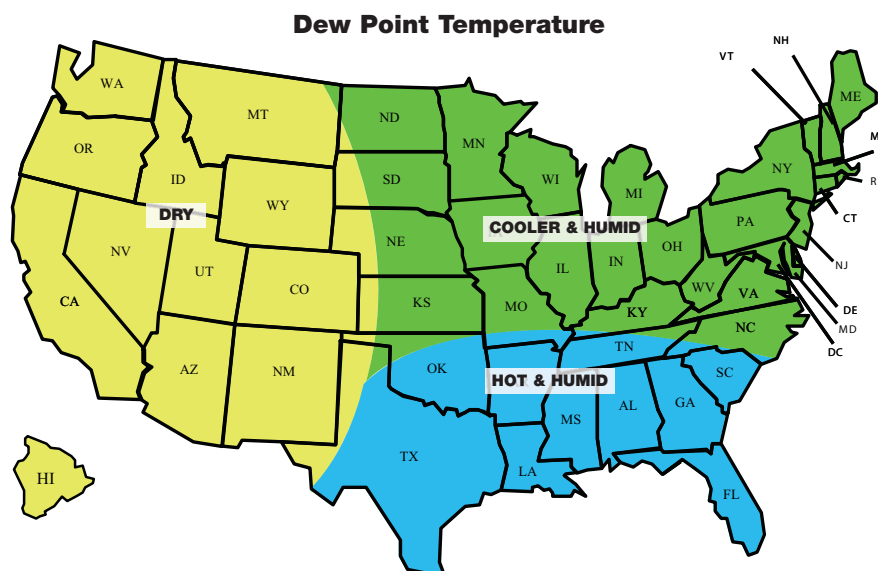 Dew Point Temperature
NH
VT
WA
ME
MT
ND
OR
MN
M
NY
ID
SD
WI
MI
R
WY
DRY
PA
CT
NV
NE
COOLER & HUMID
OH
NJ
UT
IL
IN
CO
WV
VA
CA
KS
MO
KY
DE
NC
MD
TN
DC
AZ
NM
OK
HOT & HUMID
SC
MS
AL
GA
TX
LA
HI
FL